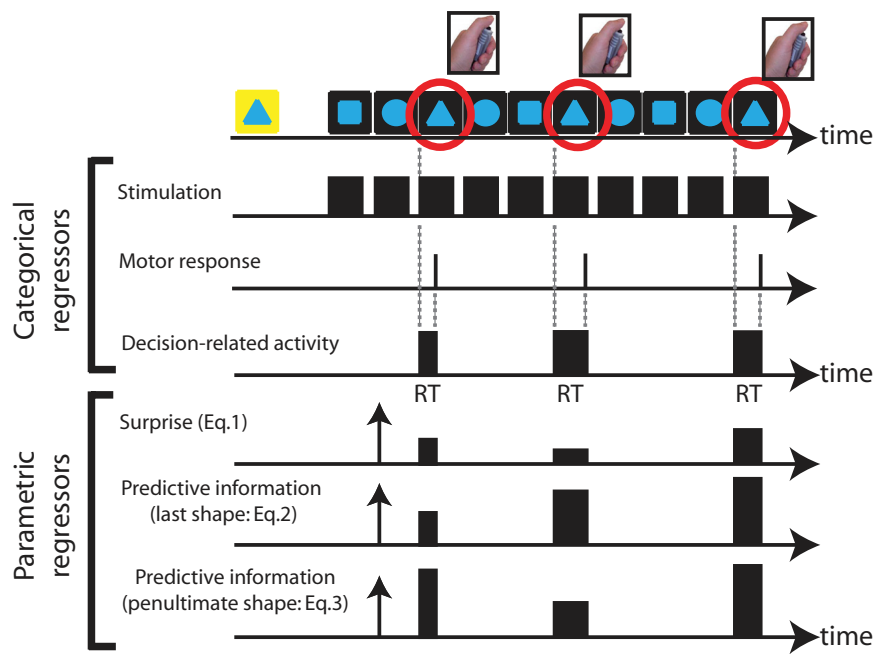 time
Categorical
regressors
Stimulation
Motor response
Decision-related activity
time
RT
RT
RT
Parametric
regressors
Surprise (Eq.1)
Predictive information
(last shape: Eq.2)
Predictive information
(penultimate shape: Eq.3)
time